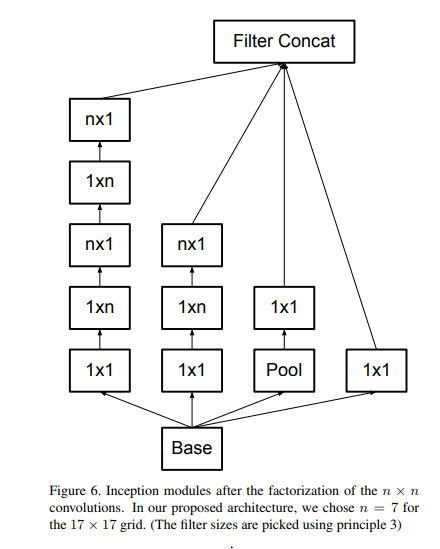 Filter Concat
nx1
1xn
nx1
nx1
1xn
1xn
1x1
1x1
1x1
Pool
1x1
Base
Figure 6. Inception modules after the factorization of the n × n
convolutions. In our proposed architecture, we chose n = 7 for
the 17 × 17 grid. (The filter sizes are picked using principle 3)